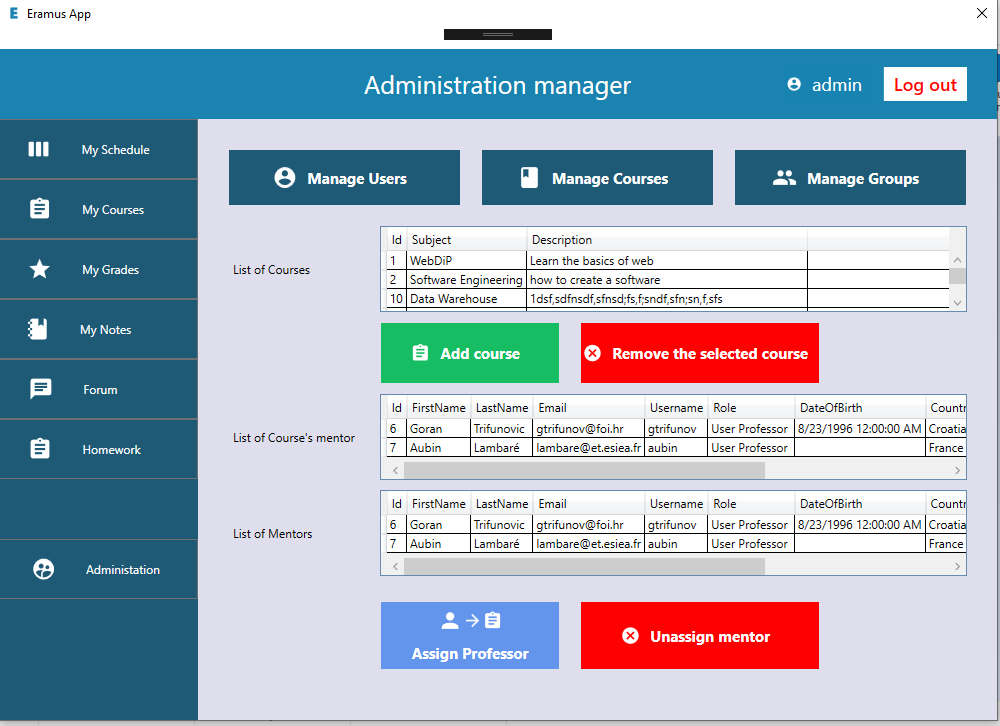 E Eramus App
Administration manager
admin
Log out
My Schedule
My Courses
My Grades
My Notes
Forum
Homework
Administation
Manage Users
Manage Courses
Manage Groups
List of Courses
Id Subject Description
1 WebDiP Learn the basics of web
2 Software Engineering how to create a software
10 Data Warehouse 1dsf,sdfnsdf,sfnsd;fs,f;sndf,sfn;sn,f,sfs
Add course
Remove the selected course
List of Course's mentor
Id FirstName LastName Email Username Role DateOfBirth Countr
6 Goran Trifunovic gtrifunov@foi.hr gtrifunov User Professor 8/23/1996 12:00:00 AM Croatia
7 Aubin Lambaré lambare@et.esiea.fr aubin User Professor France
List of Mentors
Id FirstName LastName Email Username Role DateOfBirth Countr
6 Goran Trifunovic gtrifunov@foi.hr gtrifunov User Professor 8/23/1996 12:00:00 AM Croatia
7 Aubin Lambaré lambare@et.esiea.fr aubin User Professor France
Assign Professor
Unassign mentor